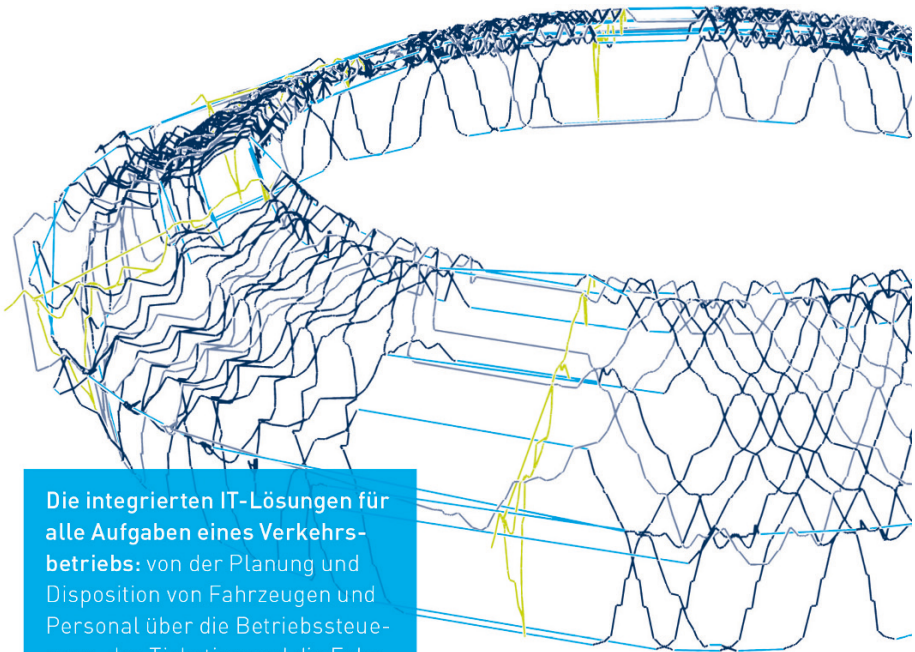 Die integrierten IT-Lösungen für
alle Aufgaben eines Verkehrs-
betriebs: von der Planung und
Disposition von Fahrzeugen und
Personal über die Betriebssteue-